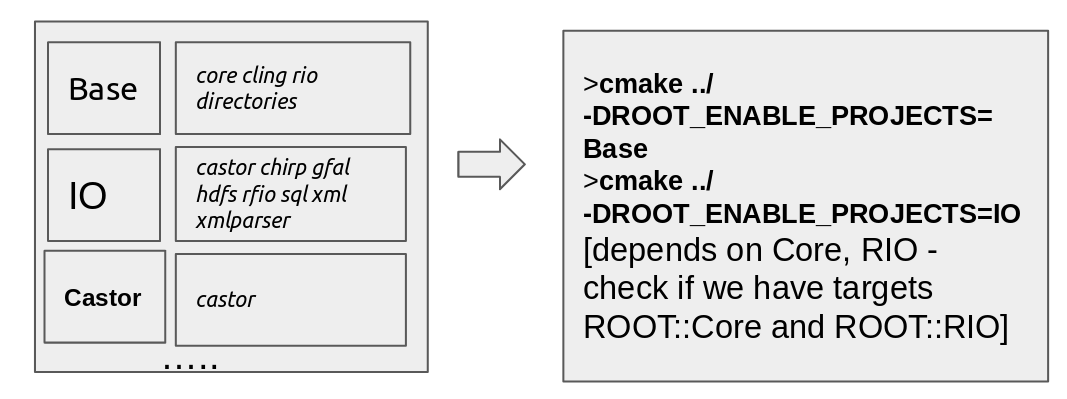 Base
core cling rio
directories
IO
castor chirp gfal
hdfs rfio sql xml
xmlparser
Castor
castor
.....
>cmake ../
-DROOT_ENABLE_PROJECTS=
Base
>cmake ../
-DROOT_ENABLE_PROJECTS=IO
[depends on Core, RIO -
check if we have targets
ROOT::Core and ROOT::RIO]